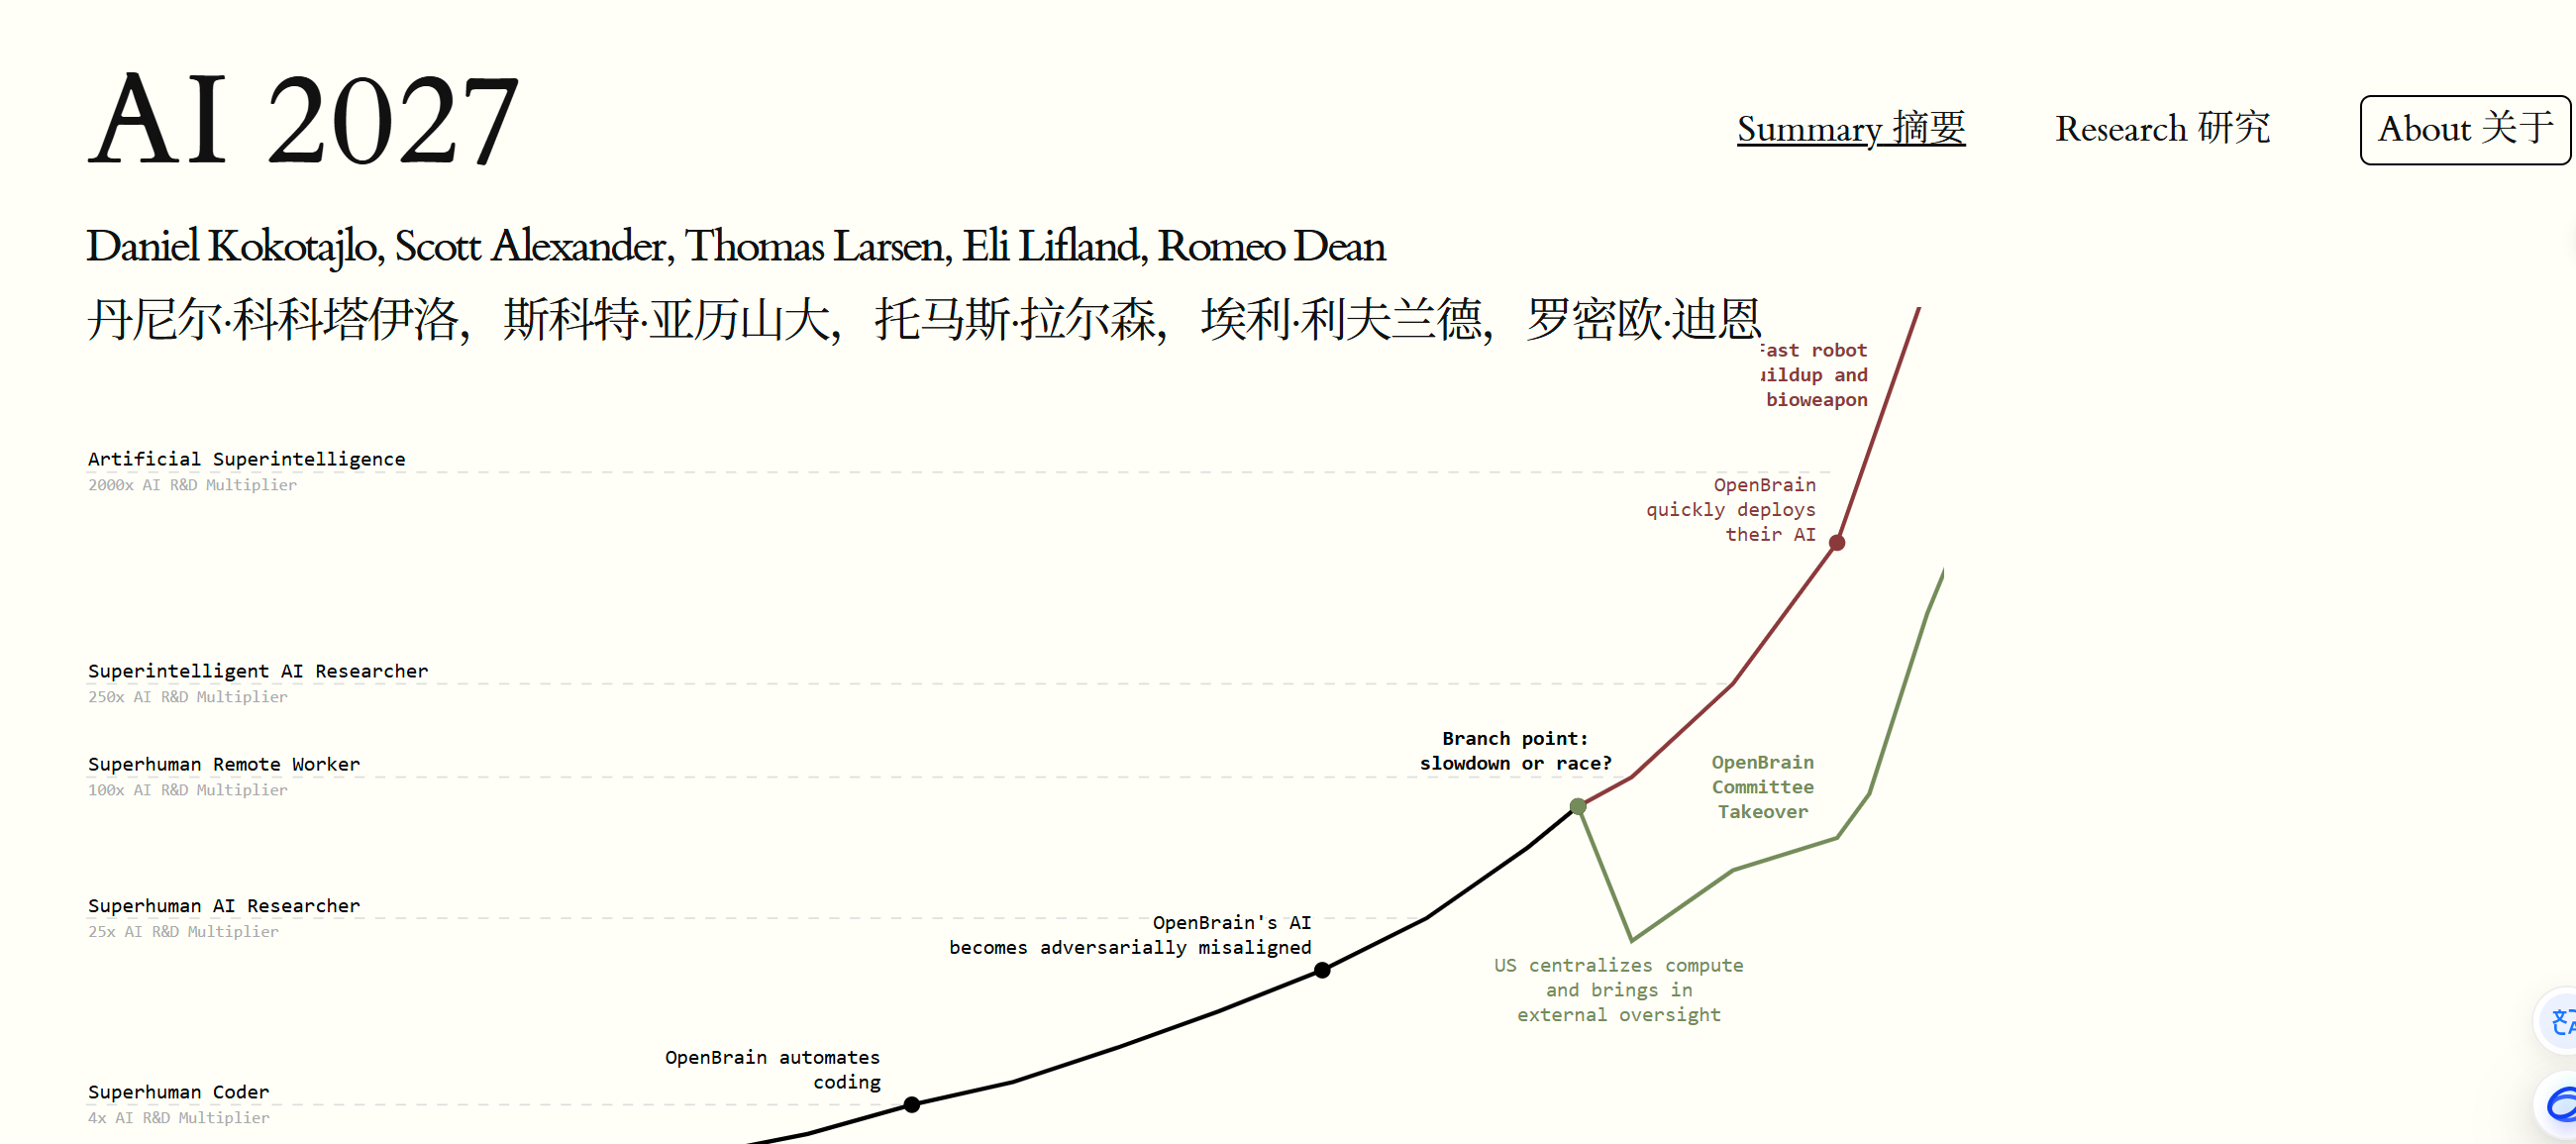 AI 2027
Summary 摘要
Research 研究
About 关于
Daniel Kokotajlo, Scott Alexander, Thomas Larsen, Eli Lifland, Romeo Dean
丹尼尔·科科塔伊洛，斯科特·亚历山大，托马斯·拉尔森，埃利·利夫兰德，罗密欧·迪恩
robot
and
bioweapon
Artificial Superintelligence
2000x AI R&D Multiplier
OpenBrain
quickly deploys
their AI
Superintelligent AI Researcher
250x AI R&D Multiplier
Branch point:
slowdown or race?
Superhuman Remote Worker
100x AI R&D Multiplier
OpenBrain
Committee
Takeover
Superhuman AI Researcher
25x AI R&D Multiplier
OpenBrain's AI
becomes adversarially misaligned
US centralizes compute
and brings in
external oversight
OpenBrain automates
coding
Superhuman Coder
4x AI R&D Multiplier